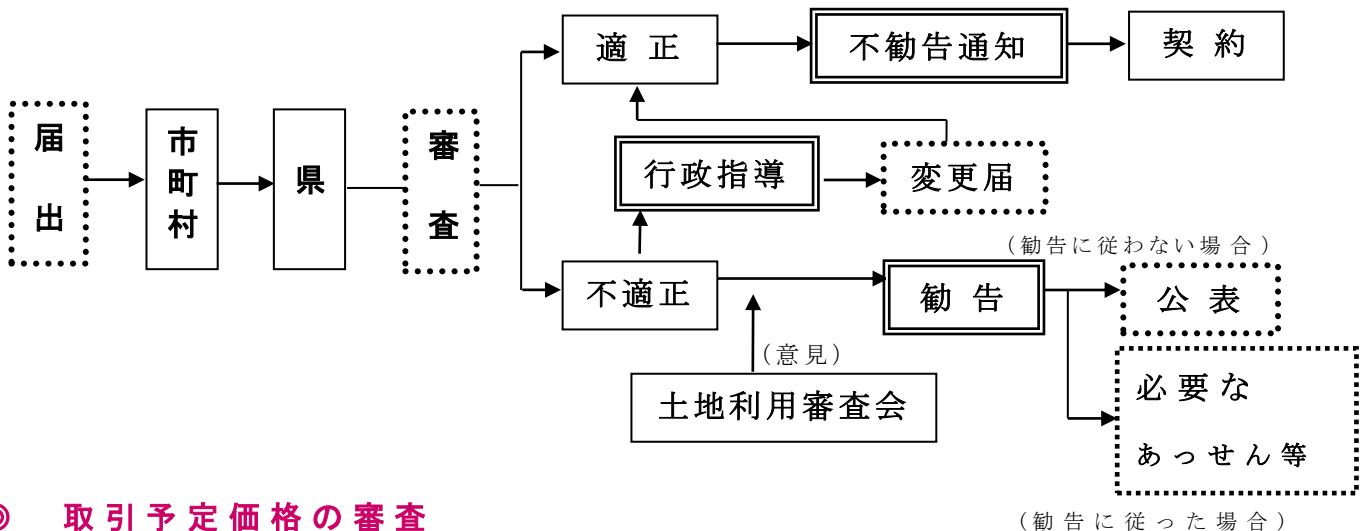 届出
市町村
県
審査
適正
不勧告通知
契約
行政指導
変更届
(勧告に従わない場合)
不適正
勧告
公表
(意見)
土地利用審査会
必要な
あっせん等
(勧告に従った場合)
◎ 取引予定価格の審査